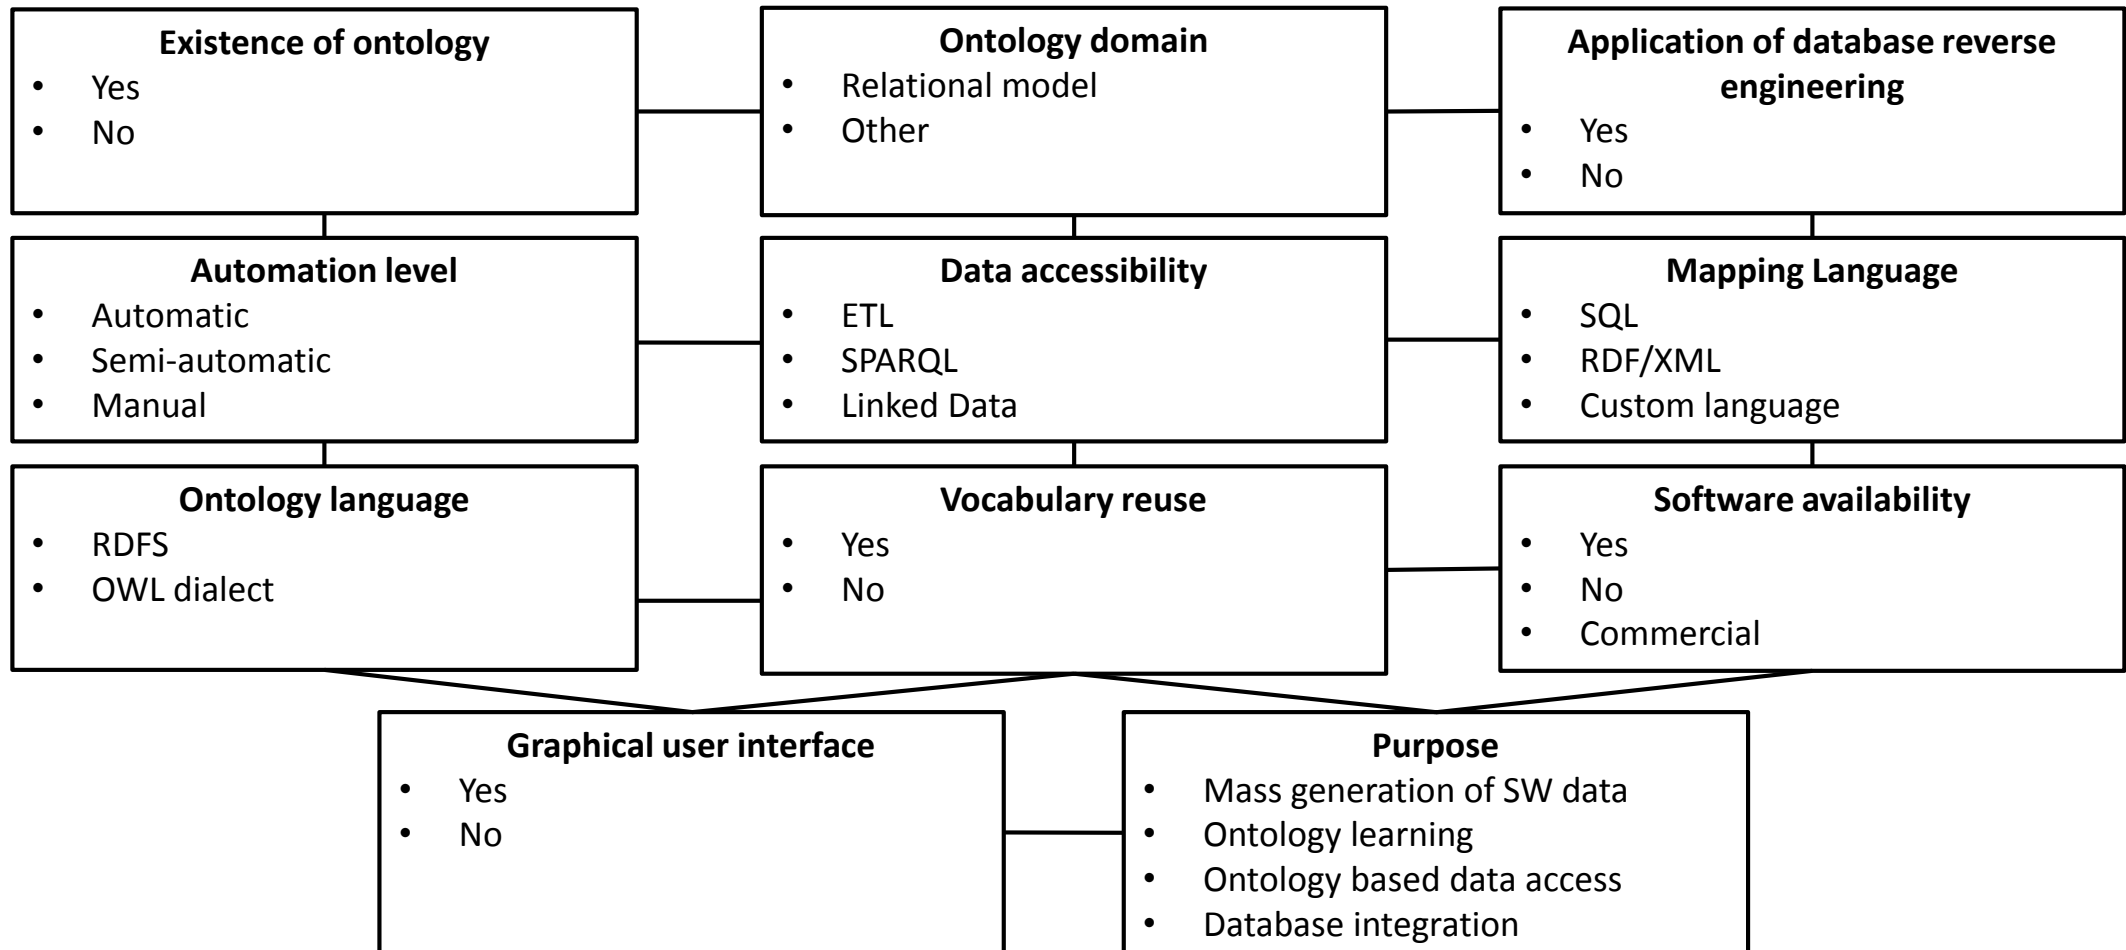 Existence of ontology
• Yes
• No
Ontology domain
• Relational model
• Other
Application of database reverse
engineering
• Yes
• No
Automation level
• Automatic
• Semi-automatic
• Manual
Data accessibility
• ETL
• SPARQL
• Linked Data
Mapping Language
• SQL
• RDF/XML
• Custom language
Ontology language
• RDFS
• OWL dialect
Vocabulary reuse
• Yes
• No
Software availability
• Yes
• No
• Commercial
Graphical user interface
• Yes
• No
Purpose
• Mass generation of SW data
• Ontology learning
• Ontology based data access
• Database integration